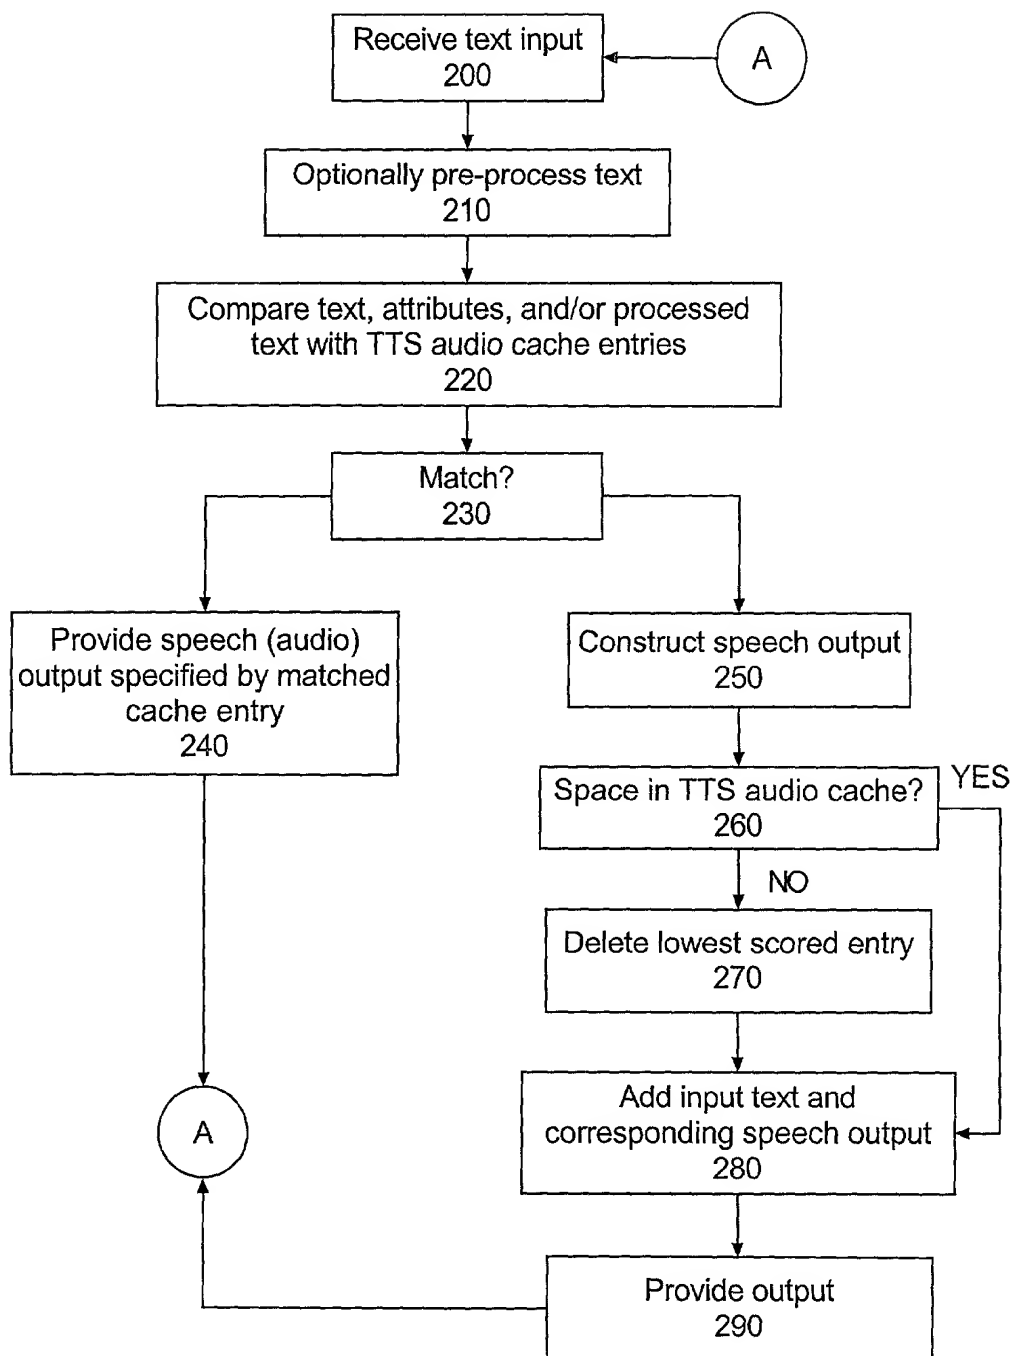 Receive text input
200
A
Optionally pre-process text
210
Compare text, attributes, and/or processed
text with TTS audio cache entries
220
Match?
230
Provide speech (audio)
output specified by matched
cache entry
240
Construct speech output
250
Space in TTS audio cache?
260
YES
NO
Delete lowest scored entry
270
Add input text and
corresponding speech output
280
A
Provide output
290